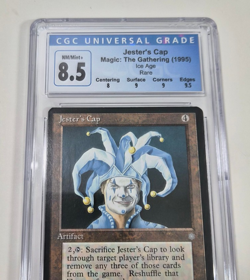 CGC UNIVERSAL GRADE
MINT/Mint+
8.5
Jester's Cap
Magic: The Gathering (1995)
Ice Age
Rare
Centering Surface Corners Edges
8 9 9 9.5
Jester's Cap 4
Artifact
2, : Sacrifice Jester's Cap to look
through target player's library and
remove any three of those cards
from the game. Reshuffle that